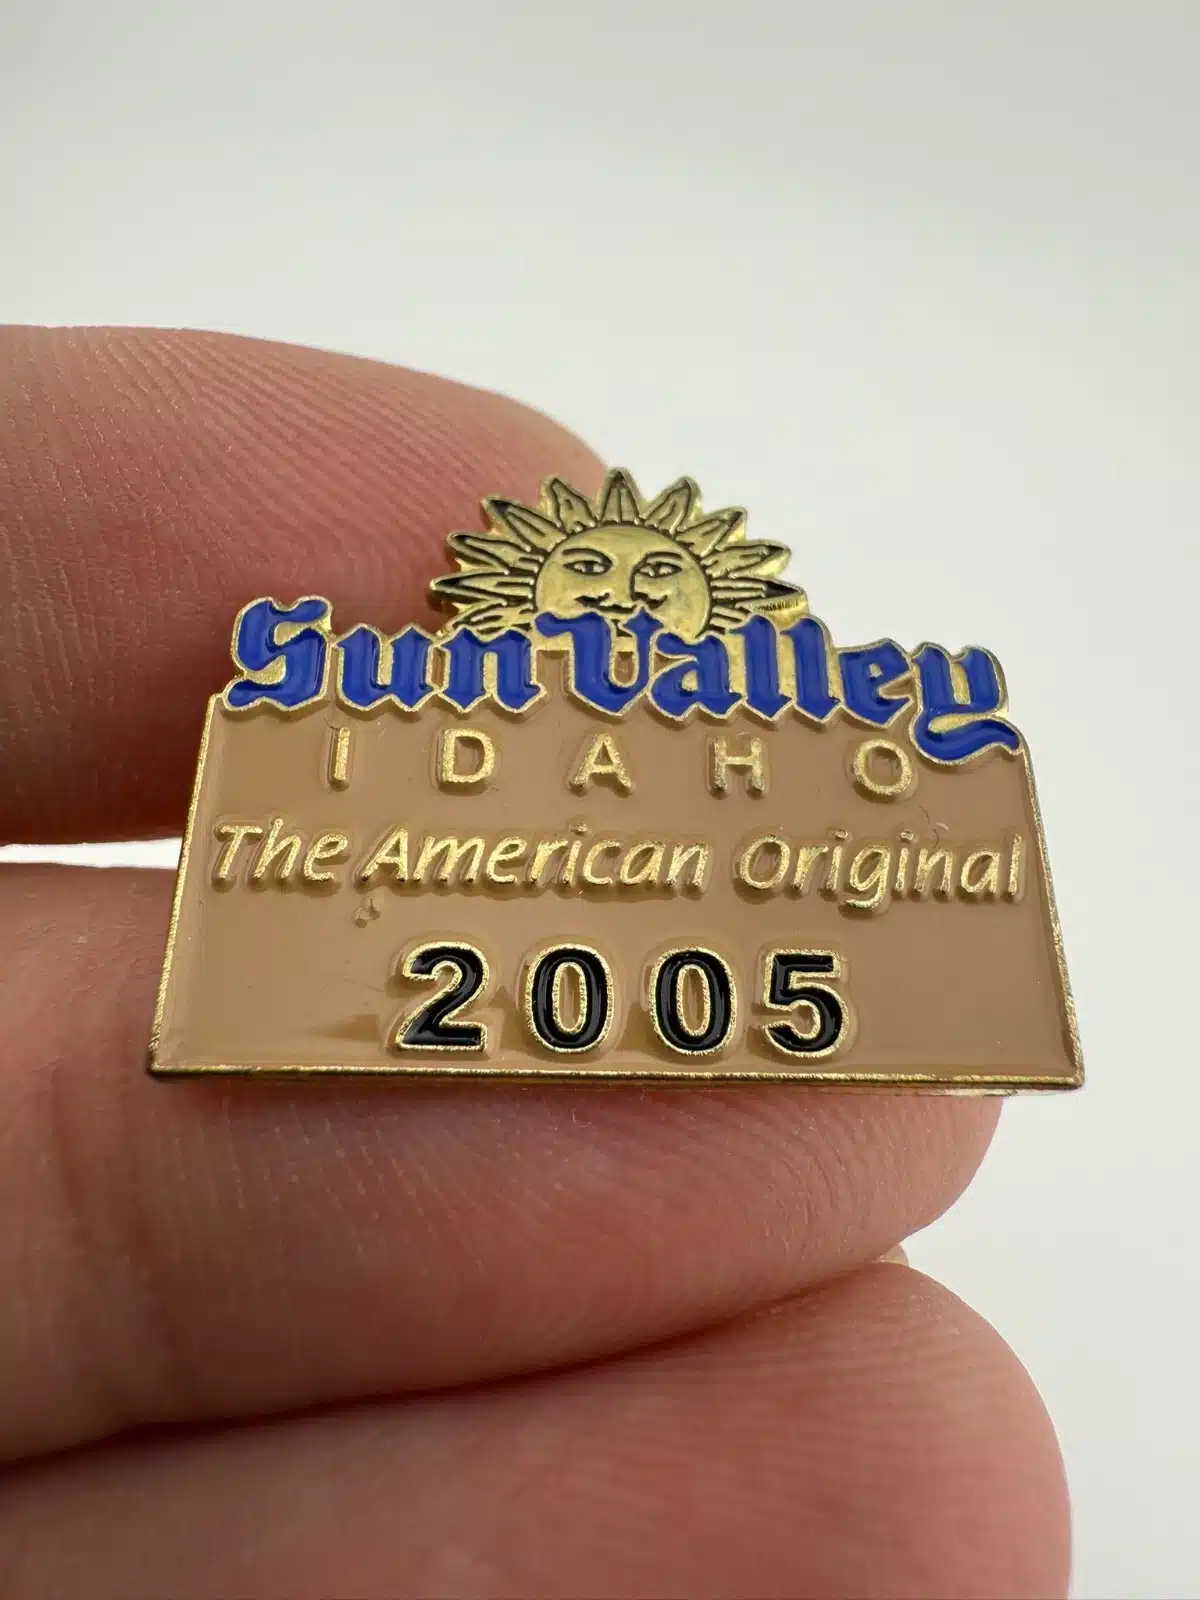 Sun Valley
IDAHO
The American Original
2005